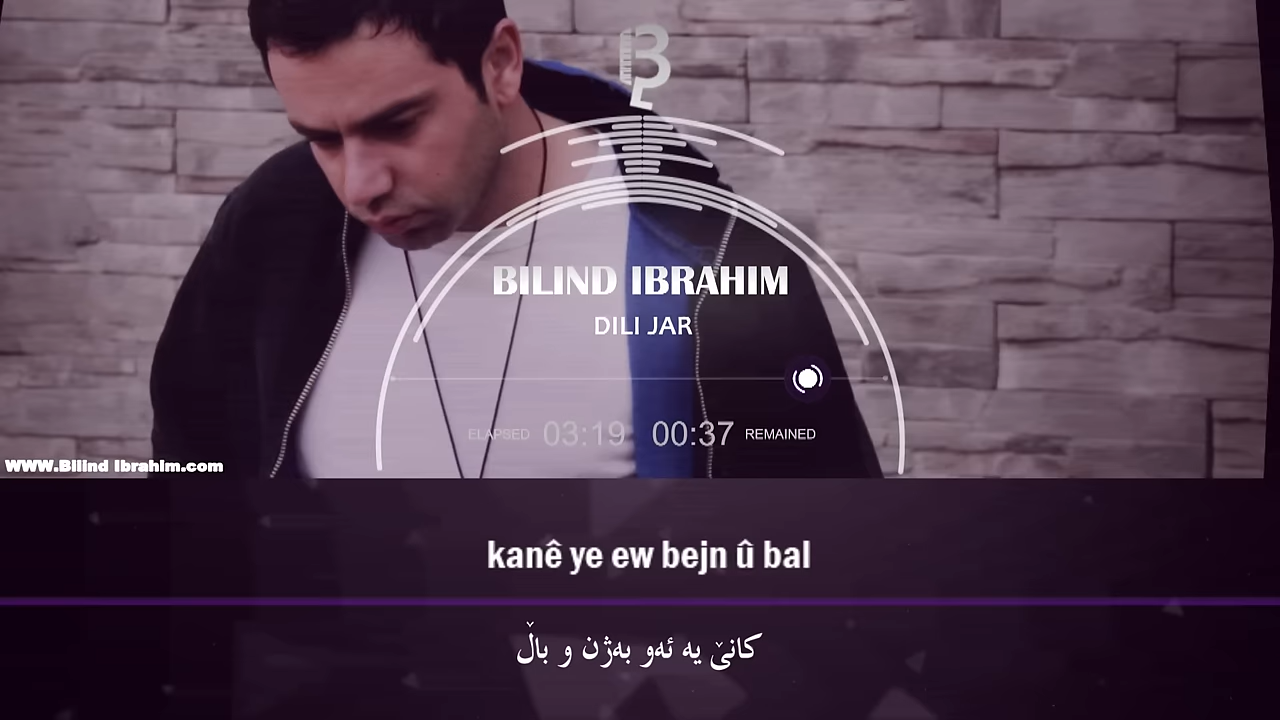 BILIND IBRAHIM
DILI JAR
ELAPSED 03:19 00:37 REMAINED
WWW.Bilind Ibrahim.com
kanê ye ew bejn û bal
کانێ یه ئەو بەژن و باڵ